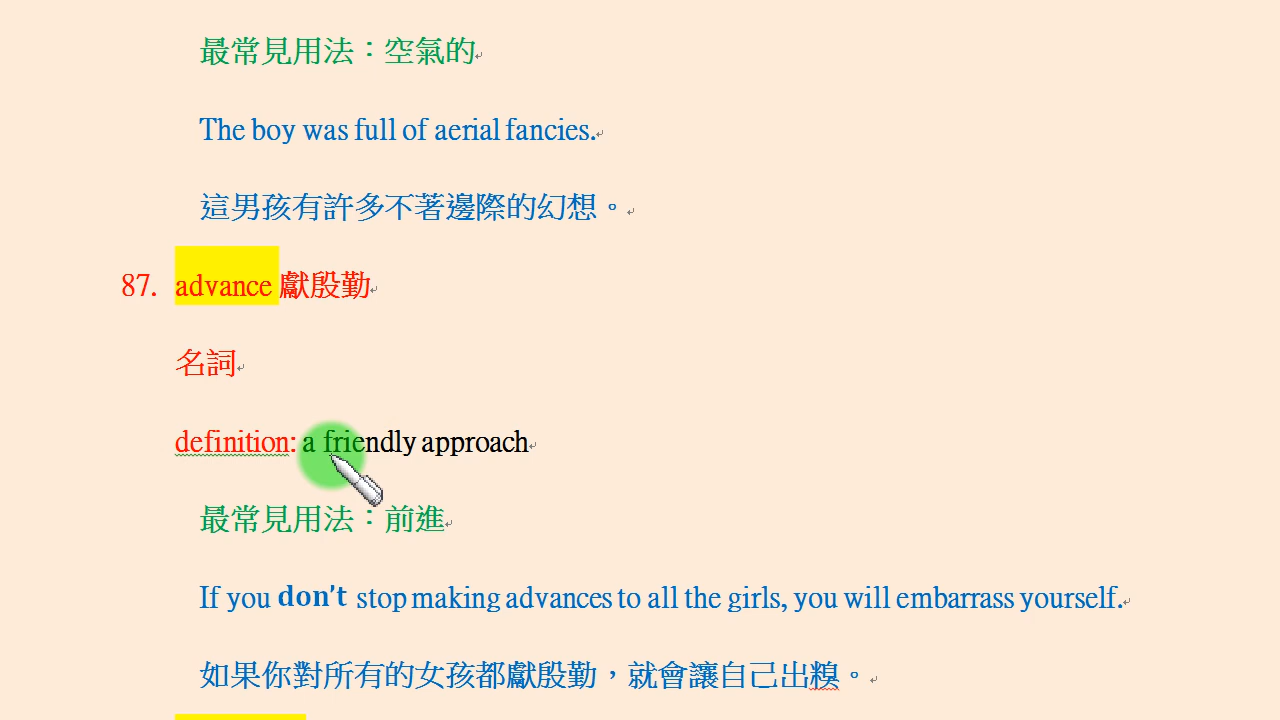 最常見用法：空氣的
The boy was full of aerial fancies.
這男孩有許多不著邊際的幻想。
87. advance 獻殷勤
名詞
definition: a friendly approach
最常見用法：前進
If you don't stop making advances to all the girls, you will embarrass yourself.
如果你對所有的女孩都獻殷勤，就會讓自己出糗。